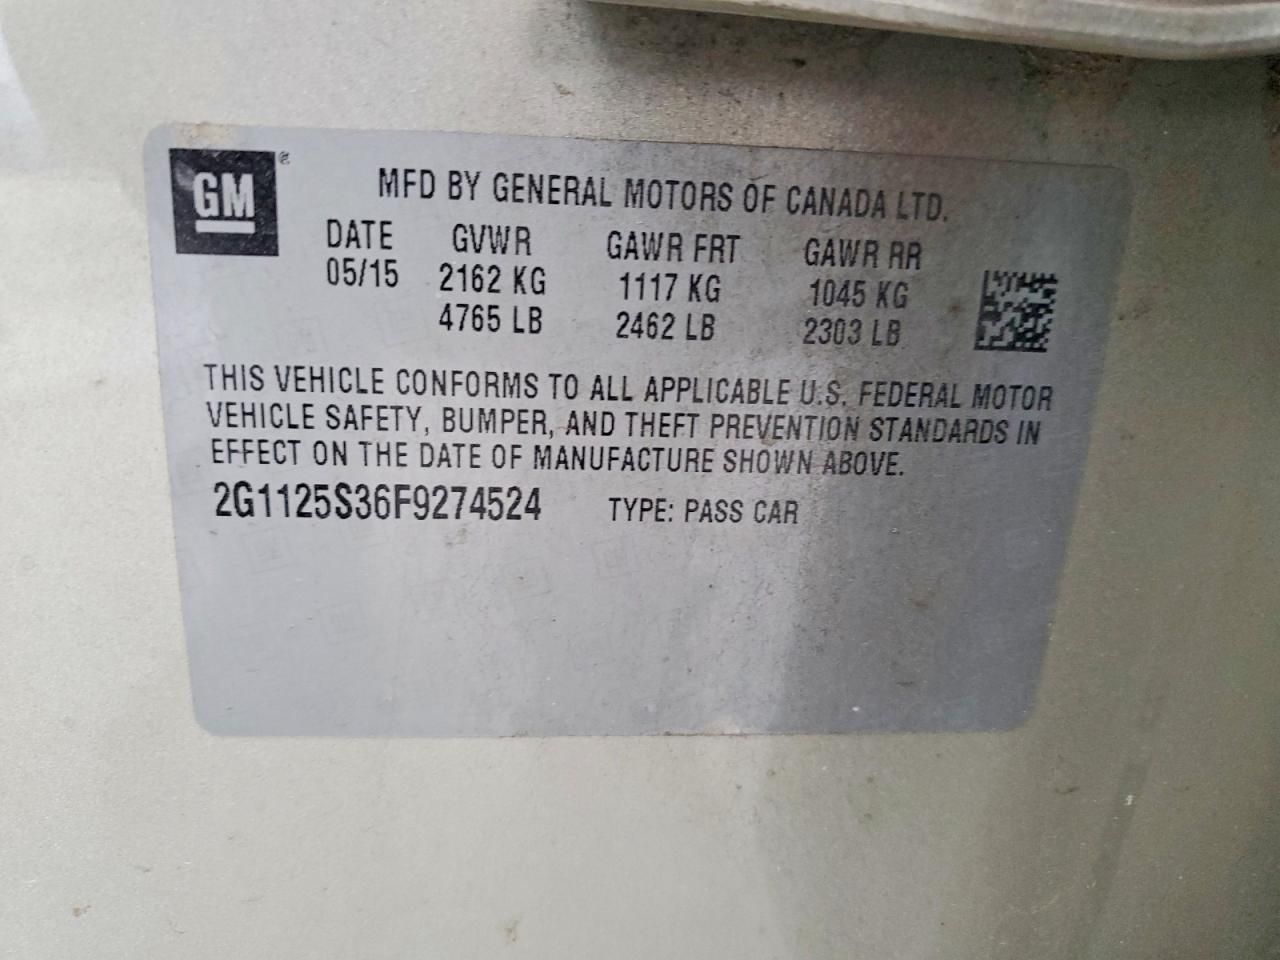 GM ®
MFD BY GENERAL MOTORS OF CANADA LTD.
DATE GVWR GAWR FRT GAWR RR
05/15 2162 KG 1117 KG 1045 KG
4765 LB 2462 LB 2303 LB
THIS VEHICLE CONFORMS TO ALL APPLICABLE U.S. FEDERAL MOTOR
VEHICLE SAFETY, BUMPER, AND THEFT PREVENTION STANDARDS IN
EFFECT ON THE DATE OF MANUFACTURE SHOWN ABOVE.
2G1125S36F9274524 TYPE: PASS CAR